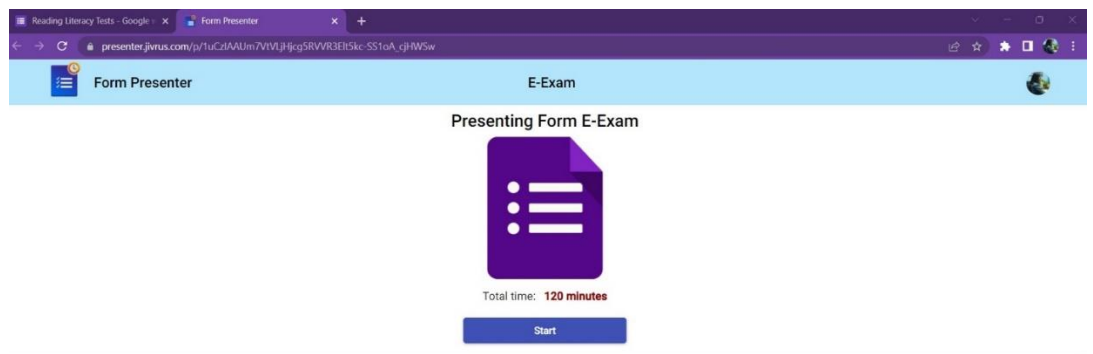 Reading Literacy Tests - Google
Form Presenter
presenter.jivrus.com/p/1uCzlAAUm7VtVLjHjcg5RVVR3Elt5kc-SS1oA_cjHWSw
Form Presenter
E-Exam
Presenting Form E-Exam
Total time: 120 minutes
Start